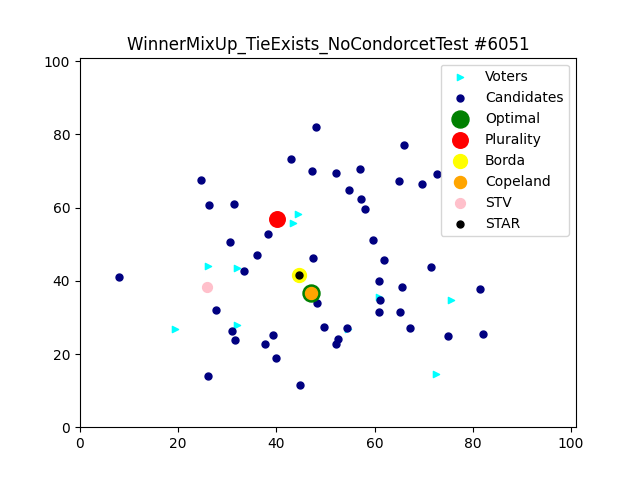 WinnerMixUp_TieExists_NoCondorcetTest #6051
100
80
60
40
20
0
0
20
40
60
80
100
Voters
Candidates
Optimal
Plurality
Borda
Copeland
STV
STAR